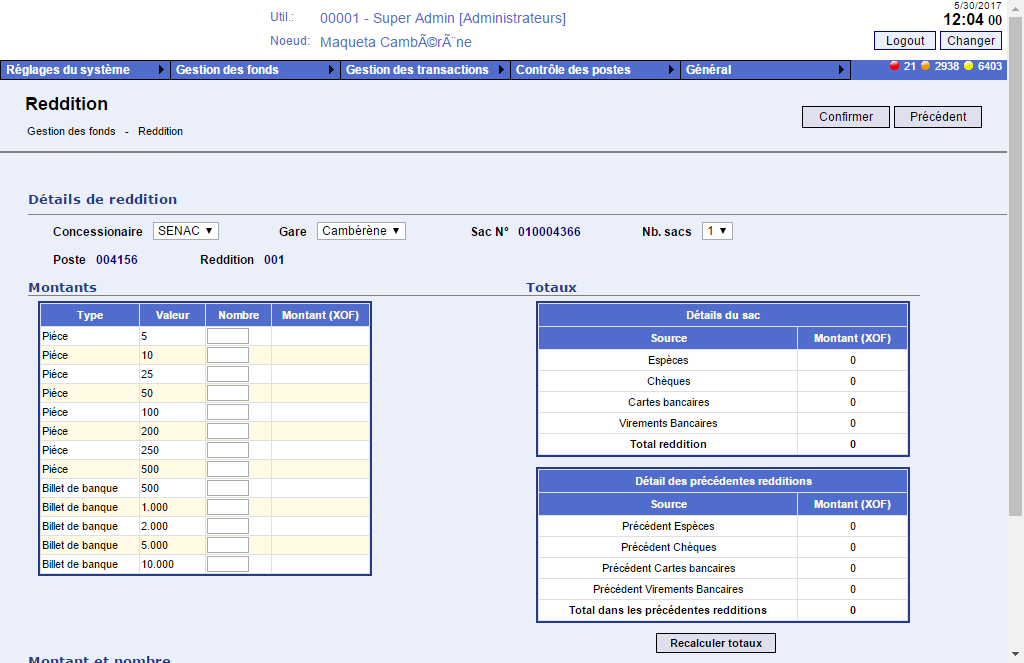 5/30/2017
Util.: 00001 - Super Admin [Administrateurs]
12:04 00
Noeud: Maqueta CambÃ©rÃ¨ne
Logout Changer
Réglages du système Gestion des fonds Gestion des transactions Contrôle des postes Général 21 2938 6403
Reddition
Confirmer Précédent
Gestion des fonds - Reddition
Détails de reddition
Concessionaire SENAC Gare Cambérène Sac Nº 010004366 Nb. sacs 1
Poste 004156 Reddition 001
Montants
Type Valeur Nombre Montant (XOF)
Piéce 5
Piéce 10
Piéce 25
Piéce 50
Piéce 100
Piéce 200
Piéce 250
Piéce 500
Billet de banque 500
Billet de banque 1.000
Billet de banque 2.000
Billet de banque 5.000
Billet de banque 10.000
Totaux
Détails du sac
Source Montant (XOF)
Espèces 0
Chèques 0
Cartes bancaires 0
Virements Bancaires 0
Total reddition 0
Détail des précédentes redditions
Source Montant (XOF)
Précédent Espèces 0
Précédent Chèques 0
Précédent Cartes bancaires 0
Précédent Virements Bancaires 0
Total dans les précédentes redditions 0
Recalculer totaux
Montant et nombre